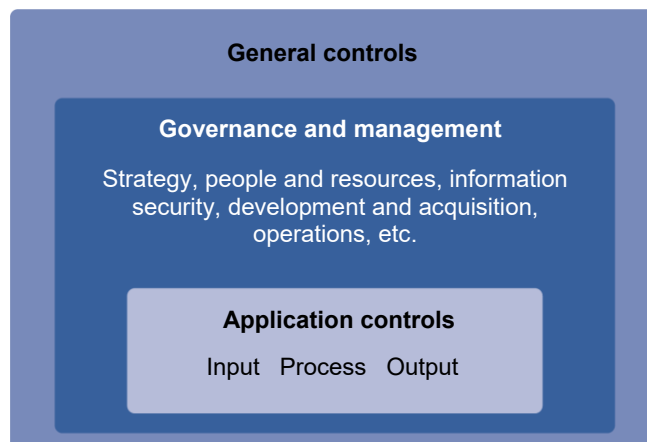 General controls
Governance and management
Strategy, people and resources, information
security, development and acquisition,
operations, etc.
Application controls
Input Process Output